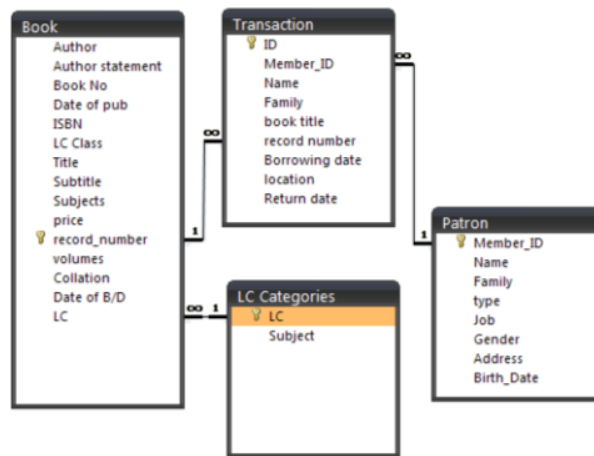 Book
Author
Author statement
Book No
Date of pub
ISBN
LC Class
Title
Subtitle
Subjects
price
record_number
volumes
Collation
Date of B/D
LC
Transaction
ID
Member_ID
Name
Family
book title
record number
Borrowing date
location
Return date
LC Categories
LC
Subject
Patron
Member_ID
Name
Family
type
Job
Gender
Address
Birth_Date
∞
1
∞
1
∞
1